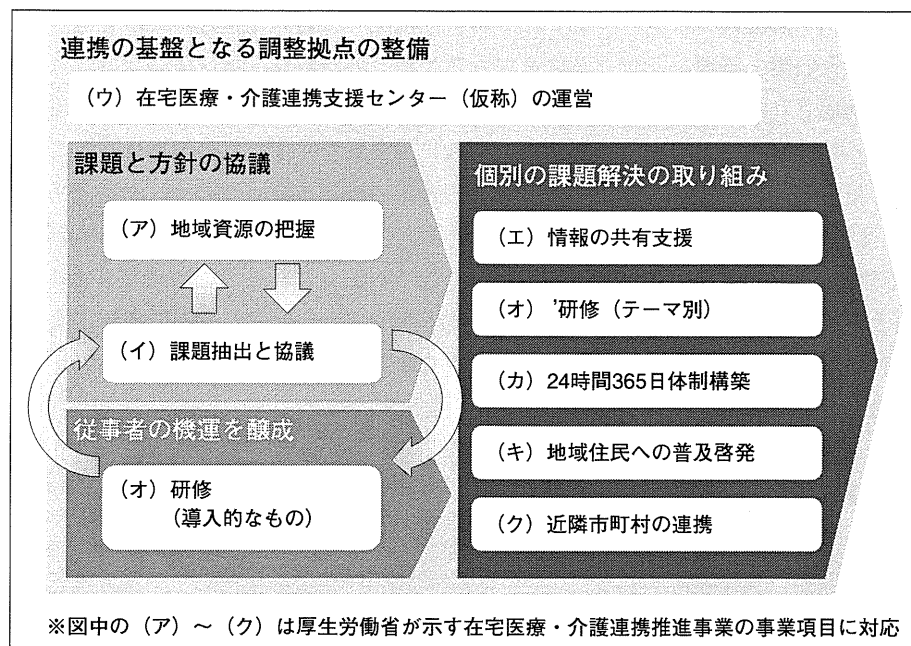 連携の基盤となる調整拠点の整備
(ウ)在宅医療・介護連携支援センター(仮称)の運営
課題と方針の協議
(ア)地域資源の把握
(イ)課題抽出と協議
従事者の機運を醸成
(オ)研修
(導入的なもの)
個別の課題解決の取り組み
(エ)情報の共有支援
(オ)'研修(テーマ別)
(カ)24時間365日体制構築
(キ)地域住民への普及啓発
(ク)近隣市町村の連携
※図中の(ア)~(ク)は厚生労働省が示す在宅医療・介護連携推進事業の事業項目に対応